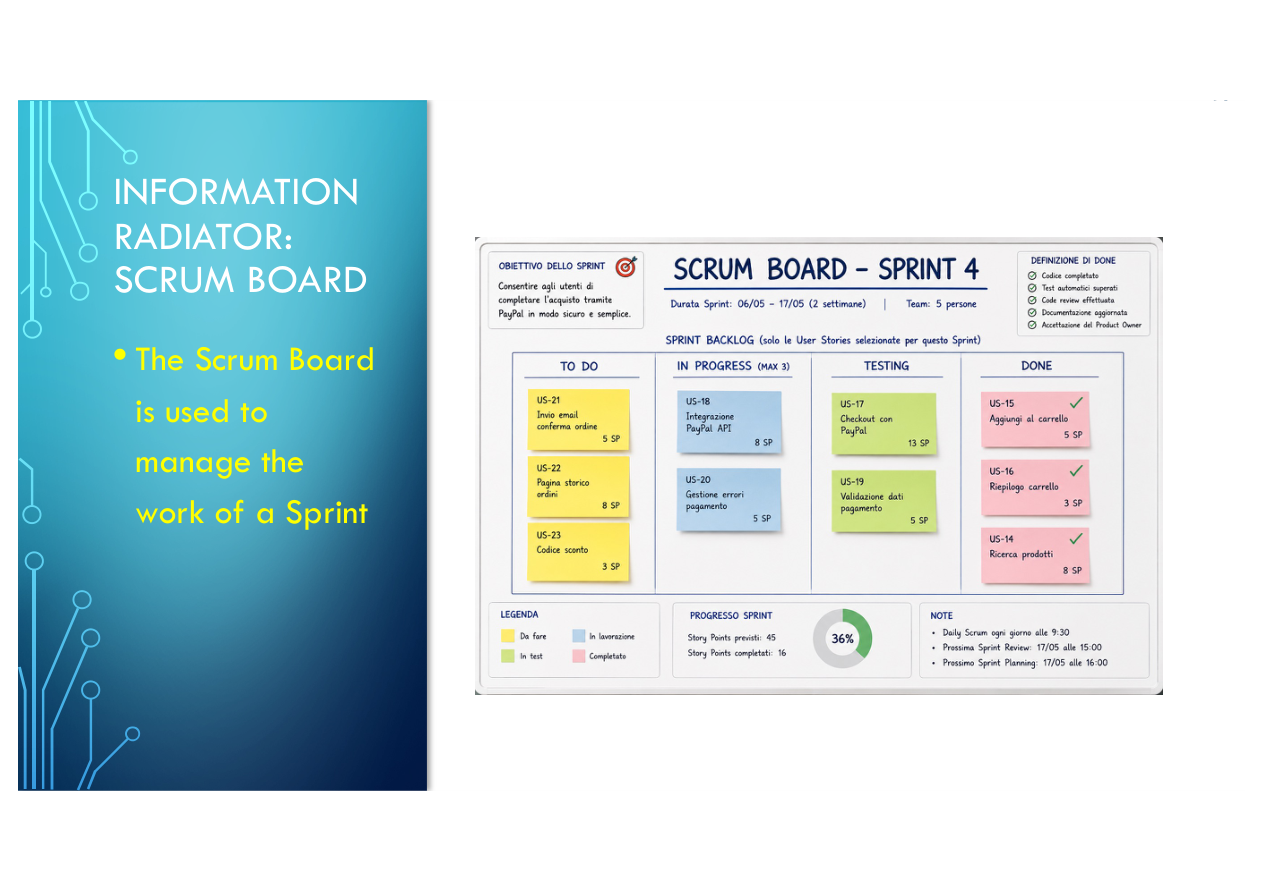 INFORMATION
RADIATOR:
SCRUM BOARD
• The Scrum Board
is used to
manage the
work of a Sprint
OBIETTIVO DELLO SPRINT
Consentire agli utenti di
completare l'acquisto tramite
PayPal in modo sicuro e semplice.
SCRUM BOARD – SPRINT 4
Durata Sprint: 06/05 – 17/05 (2 settimane) | Team: 5 persone
DEFINIZIONE DI DONE
Codice completato
Test automatici superati
Code review effettuata
Documentazione aggiornata
Accettazione del Product Owner
SPRINT BACKLOG (solo le User Stories selezionate per questo Sprint)
TO DO
US-21
Invio email
conferma ordine
5 SP
US-22
Pagina storico
ordini
8 SP
US-23
Codice sconto
3 SP
IN PROGRESS (MAX 3)
US-18
Integrazione
PayPal API
8 SP
US-20
Gestione errori
pagamento
5 SP
TESTING
US-17
Checkout con
PayPal
13 SP
US-19
Validazione dati
pagamento
5 SP
DONE
US-15
Aggiungi al carrello
5 SP
US-16
Riepilogo carrello
3 SP
US-14
Ricerca prodotti
8 SP
LEGENDA
Da fare
In lavorazione
In test
Completato
PROGRESSO SPRINT
Story Points previsti: 45
Story Points completati: 16
36%
NOTE
• Daily Scrum ogni giorno alle 9:30
• Prossima Sprint Review: 17/05 alle 15:00
• Prossimo Sprint Planning: 17/05 alle 16:00